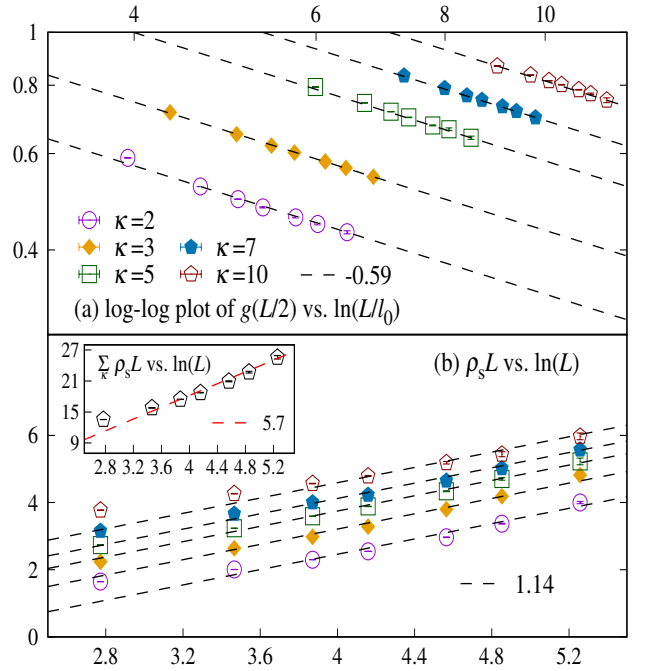 4 6 8 10
1
0.8
0.6
0.4
κ=2
κ=3 κ=7
κ=5 κ=10 -0.59
(a) log-log plot of g(L/2) vs. ln(L/l₀)
27
21
15
9
∑κ ρₛL vs. ln(L)
5.7
2.8 3.2 3.6 4 4.4 4.8 5.2
(b) ρₛL vs. ln(L)
6
4
2
0
1.14
2.8 3.2 3.6 4 4.4 4.8 5.2